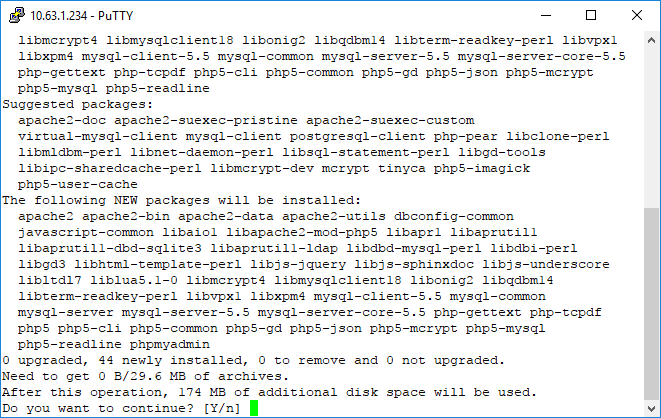 10.63.1.234 - PuTTY
libmcrypt4 libmysqlclient18 libonig2 libqdbm14 libterm-readkey-perl libvpx1
libxpm4 mysql-client-5.5 mysql-common mysql-server-5.5 mysql-server-core-5.5
php-gettext php-tcpdf php5-cli php5-common php5-gd php5-json php5-mcrypt
php5-mysql php5-readline
Suggested packages:
apache2-doc apache2-suexec-pristine apache2-suexec-custom
virtual-mysql-client mysql-client postgresql-client php-pear libclone-perl
libmldbm-perl libnet-daemon-perl libsql-statement-perl libgd-tools
libipc-sharedcache-perl libmcrypt-dev mcrypt tinyca php5-imagick
php5-user-cache
The following NEW packages will be installed:
apache2 apache2-bin apache2-data apache2-utils dbconfig-common
javascript-common libaio1 libapache2-mod-php5 libapr1 libaprutil1
libaprutil1-dbd-sqlite3 libaprutil1-ldap libdbd-mysql-perl libdbi-perl
libgd3 libhtml-template-perl libjs-jquery libjs-sphinxdoc libjs-underscore
libltdl7 liblua5.1-0 libmcrypt4 libmysqlclient18 libonig2 libqdbm14
libterm-readkey-perl libvpx1 libxpm4 mysql-client-5.5 mysql-common
mysql-server mysql-server-5.5 mysql-server-core-5.5 php-gettext php-tcpdf
php5 php5-cli php5-common php5-gd php5-json php5-mcrypt php5-mysql
php5-readline phpmyadmin
0 upgraded, 44 newly installed, 0 to remove and 0 not upgraded.
Need to get 0 B/29.6 MB of archives.
After this operation, 174 MB of additional disk space will be used.
Do you want to continue? [Y/n]